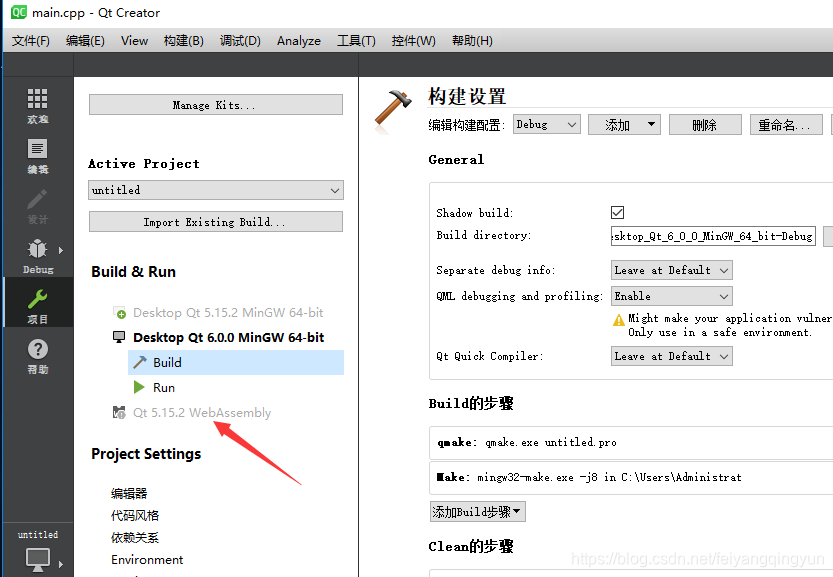 main.cpp - Qt Creator
文件(F) 编辑(E) View 构建(B) 调试(D) Analyze 工具(T) 控件(W) 帮助(H)
欢迎
编辑
设计
Debug
项目
帮助
untitled
Manage Kits...
Active Project
untitled
Import Existing Build...
Build & Run
Desktop Qt 5.15.2 MinGW 64-bit
Desktop Qt 6.0.0 MinGW 64-bit
Build
Run
Qt 5.15.2 WebAssembly
Project Settings
编辑器
代码风格
依赖关系
Environment
构建设置
编辑构建配置: Debug 添加 删除 重命名...
General
Shadow build:
Build directory: esktop_Qt_6_0_0_MinGW_64_bit-Debug
Separate debug info: Leave at Default
QML debugging and profiling: Enable
Might make your application vulner
Only use in a safe environment.
Qt Quick Compiler: Leave at Default
Build的步骤
qmake: qmake.exe untitled.pro
Make: mingw32-make.exe -j8 in C:\Users\Administrat
添加Build步骤
Clean的步骤
https://blog.csdn.net/feiyangqingyun